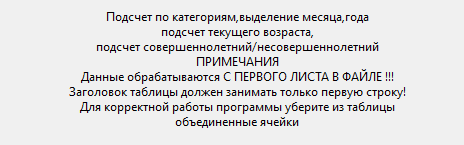 Подсчет по категориям,выделение месяца,года
подсчет текущего возраста,
подсчет совершеннолетний/несовершеннолетний
ПРИМЕЧАНИЯ
Данные обрабатываются С ПЕРВОГО ЛИСТА В ФАЙЛЕ !!!
Заголовок таблицы должен занимать только первую строку!
Для корректной работы программы уберите из таблицы
объединенные ячейки